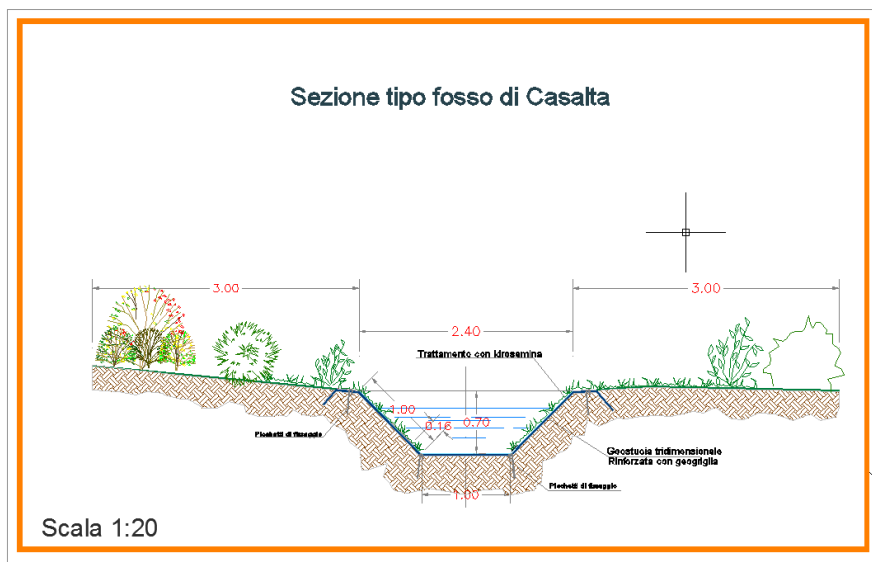 Sezione tipo fosso di Casalta
3.00
3.00
2.40
Trattamento con Idrosemina
1.00
0.16
0.70
Picchetti di fissaggio
Geostuoia tridimensionale
Rinforzata con geogriglia
Picchetti di fissaggio
1.00
Scala 1:20